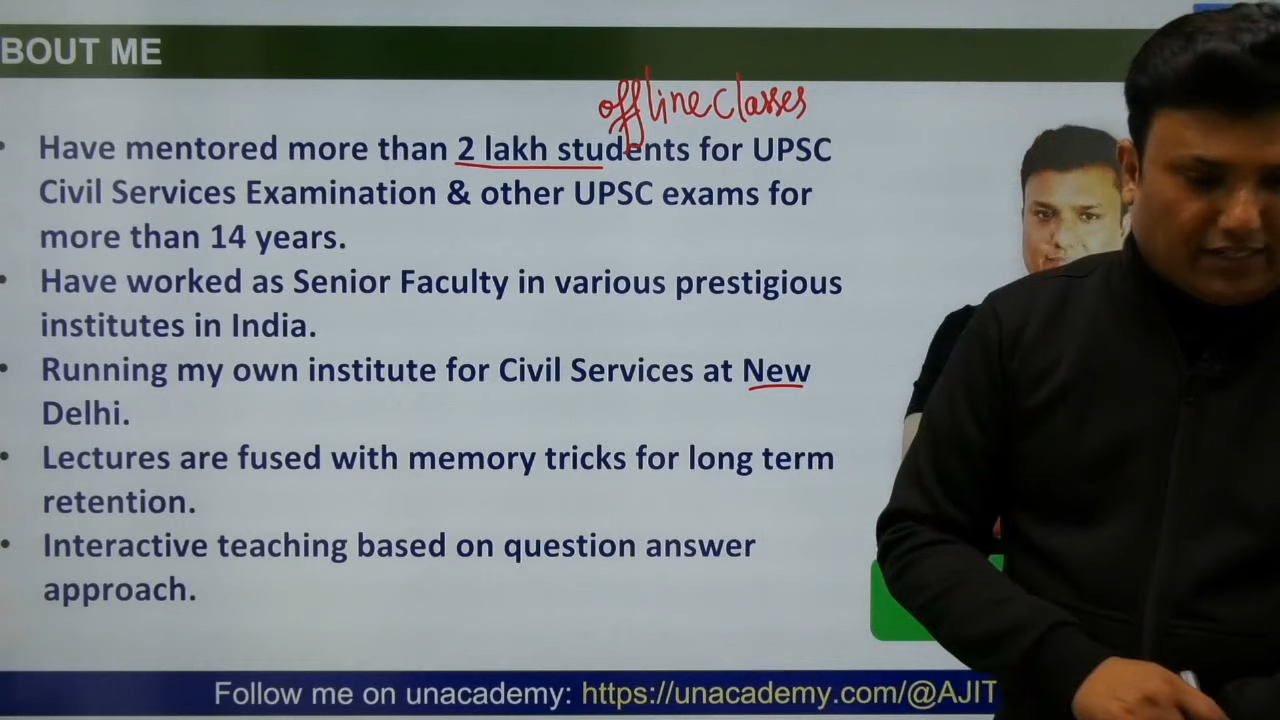 BOUT ME
offline classes
Have mentored more than 2 lakh students for UPSC
Civil Services Examination & other UPSC exams for
more than 14 years.
Have worked as Senior Faculty in various prestigious
institutes in India.
Running my own institute for Civil Services at New
Delhi.
Lectures are fused with memory tricks for long term
retention.
Interactive teaching based on question answer
approach.
Follow me on unacademy: https://unacademy.com/@AJIT